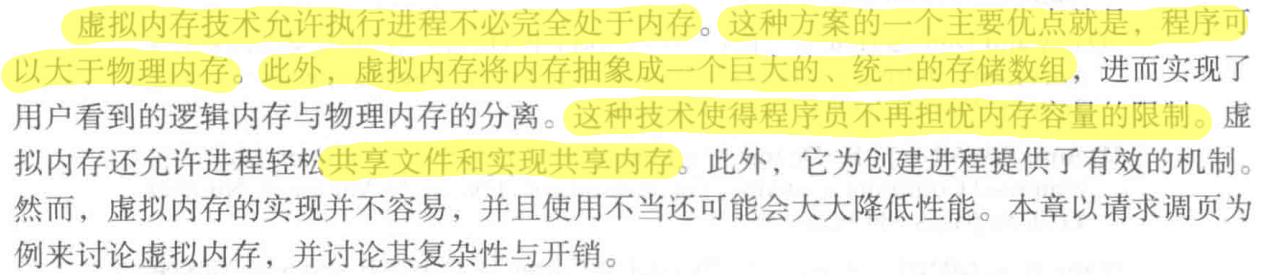 虚拟内存技术允许执行进程不必完全处于内存。这种方案的一个主要优点就是，程序可
以大于物理内存。此外，虚拟内存将内存抽象成一个巨大的、统一的存储数组，进而实现了
用户看到的逻辑内存与物理内存的分离。这种技术使得程序员不再担忧内存容量的限制。虚
拟内存还允许进程轻松共享文件和实现共享内存。此外，它为创建进程提供了有效的机制。
然而，虚拟内存的实现并不容易，并且使用不当还可能会大大降低性能。本章以请求调页为
例来讨论虚拟内存，并讨论其复杂性与开销。